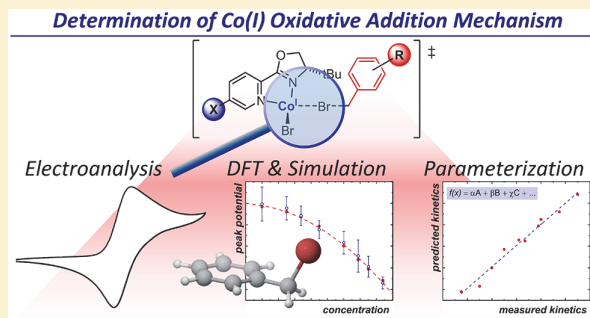 Determination of Co(I) Oxidative Addition Mechanism
‡
R
O
tBu
N
X
N
Co^I
Br
Br
Electroanalysis
DFT & Simulation
Parameterization
peak potential
concentration
f(x) = αA + βB + χC + ...
predicted kinetics
measured kinetics